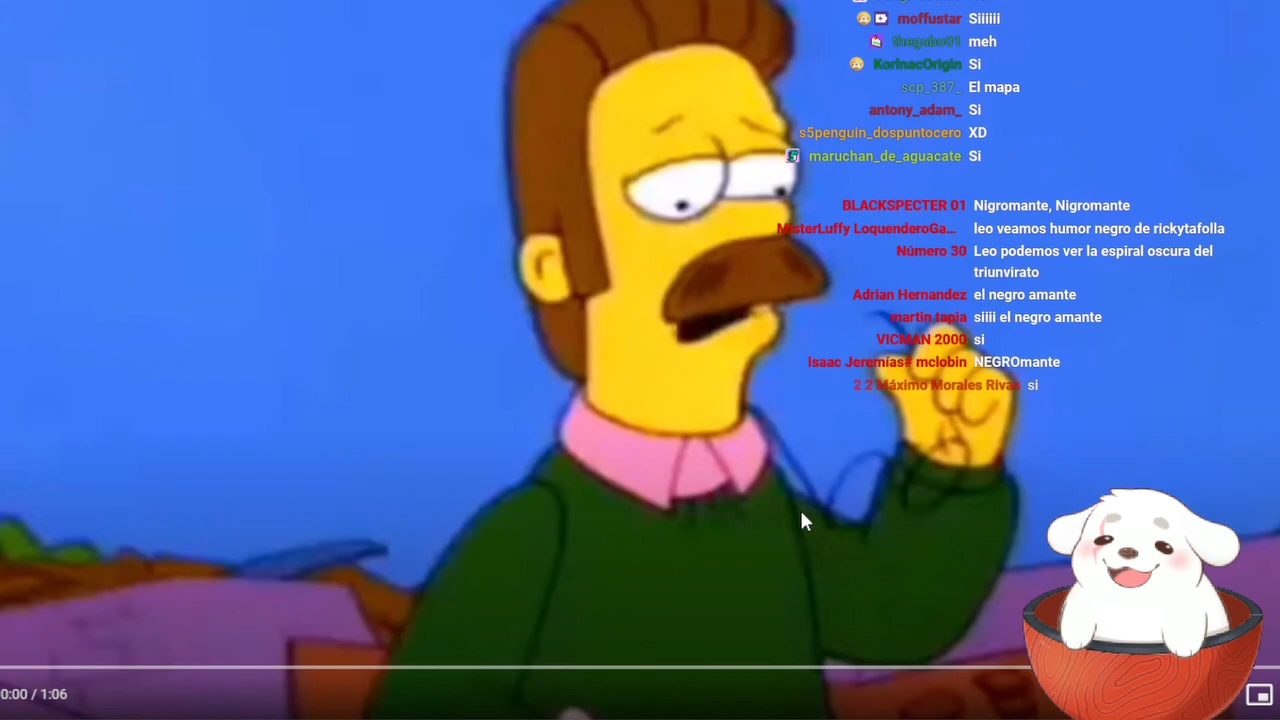 moffustar Siiiiii
thegabo01 meh
KorInacOrigin Si
scp_387_ El mapa
antony_adam_ Si
s5penguin_dospuntocero XD
maruchan_de_aguacate Si
BLACKSPECTER 01 Nigromante, Nigromante
MisterLuffy LoquenderoGa... leo veamos humor negro de rickytafolla
Número 30 Leo podemos ver la espiral oscura del
triunvirato
Adrian Hernandez el negro amante
martin tapia siiii el negro amante
VICMAN 2000 si
Isaac Jeremías# mclobin NEGROmante
2 2 Máximo Morales Rivas si
0:00 / 1:06